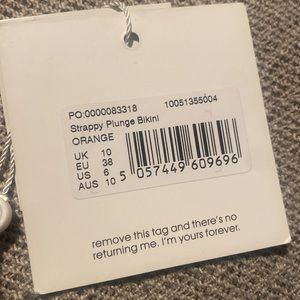 PO:0000083318 10051355004
Strappy Plunge Bikini
ORANGE
UK 10
EU 38
US 6
AUS 10
5 057449 609696
remove this tag and there's no
returning me. I'm yours forever.